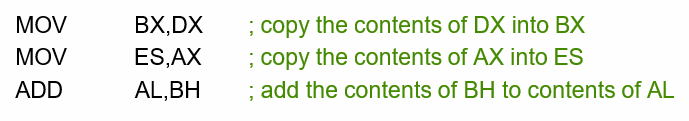 MOV BX,DX ; copy the contents of DX into BX
MOV ES,AX ; copy the contents of AX into ES
ADD AL,BH ; add the contents of BH to contents of AL